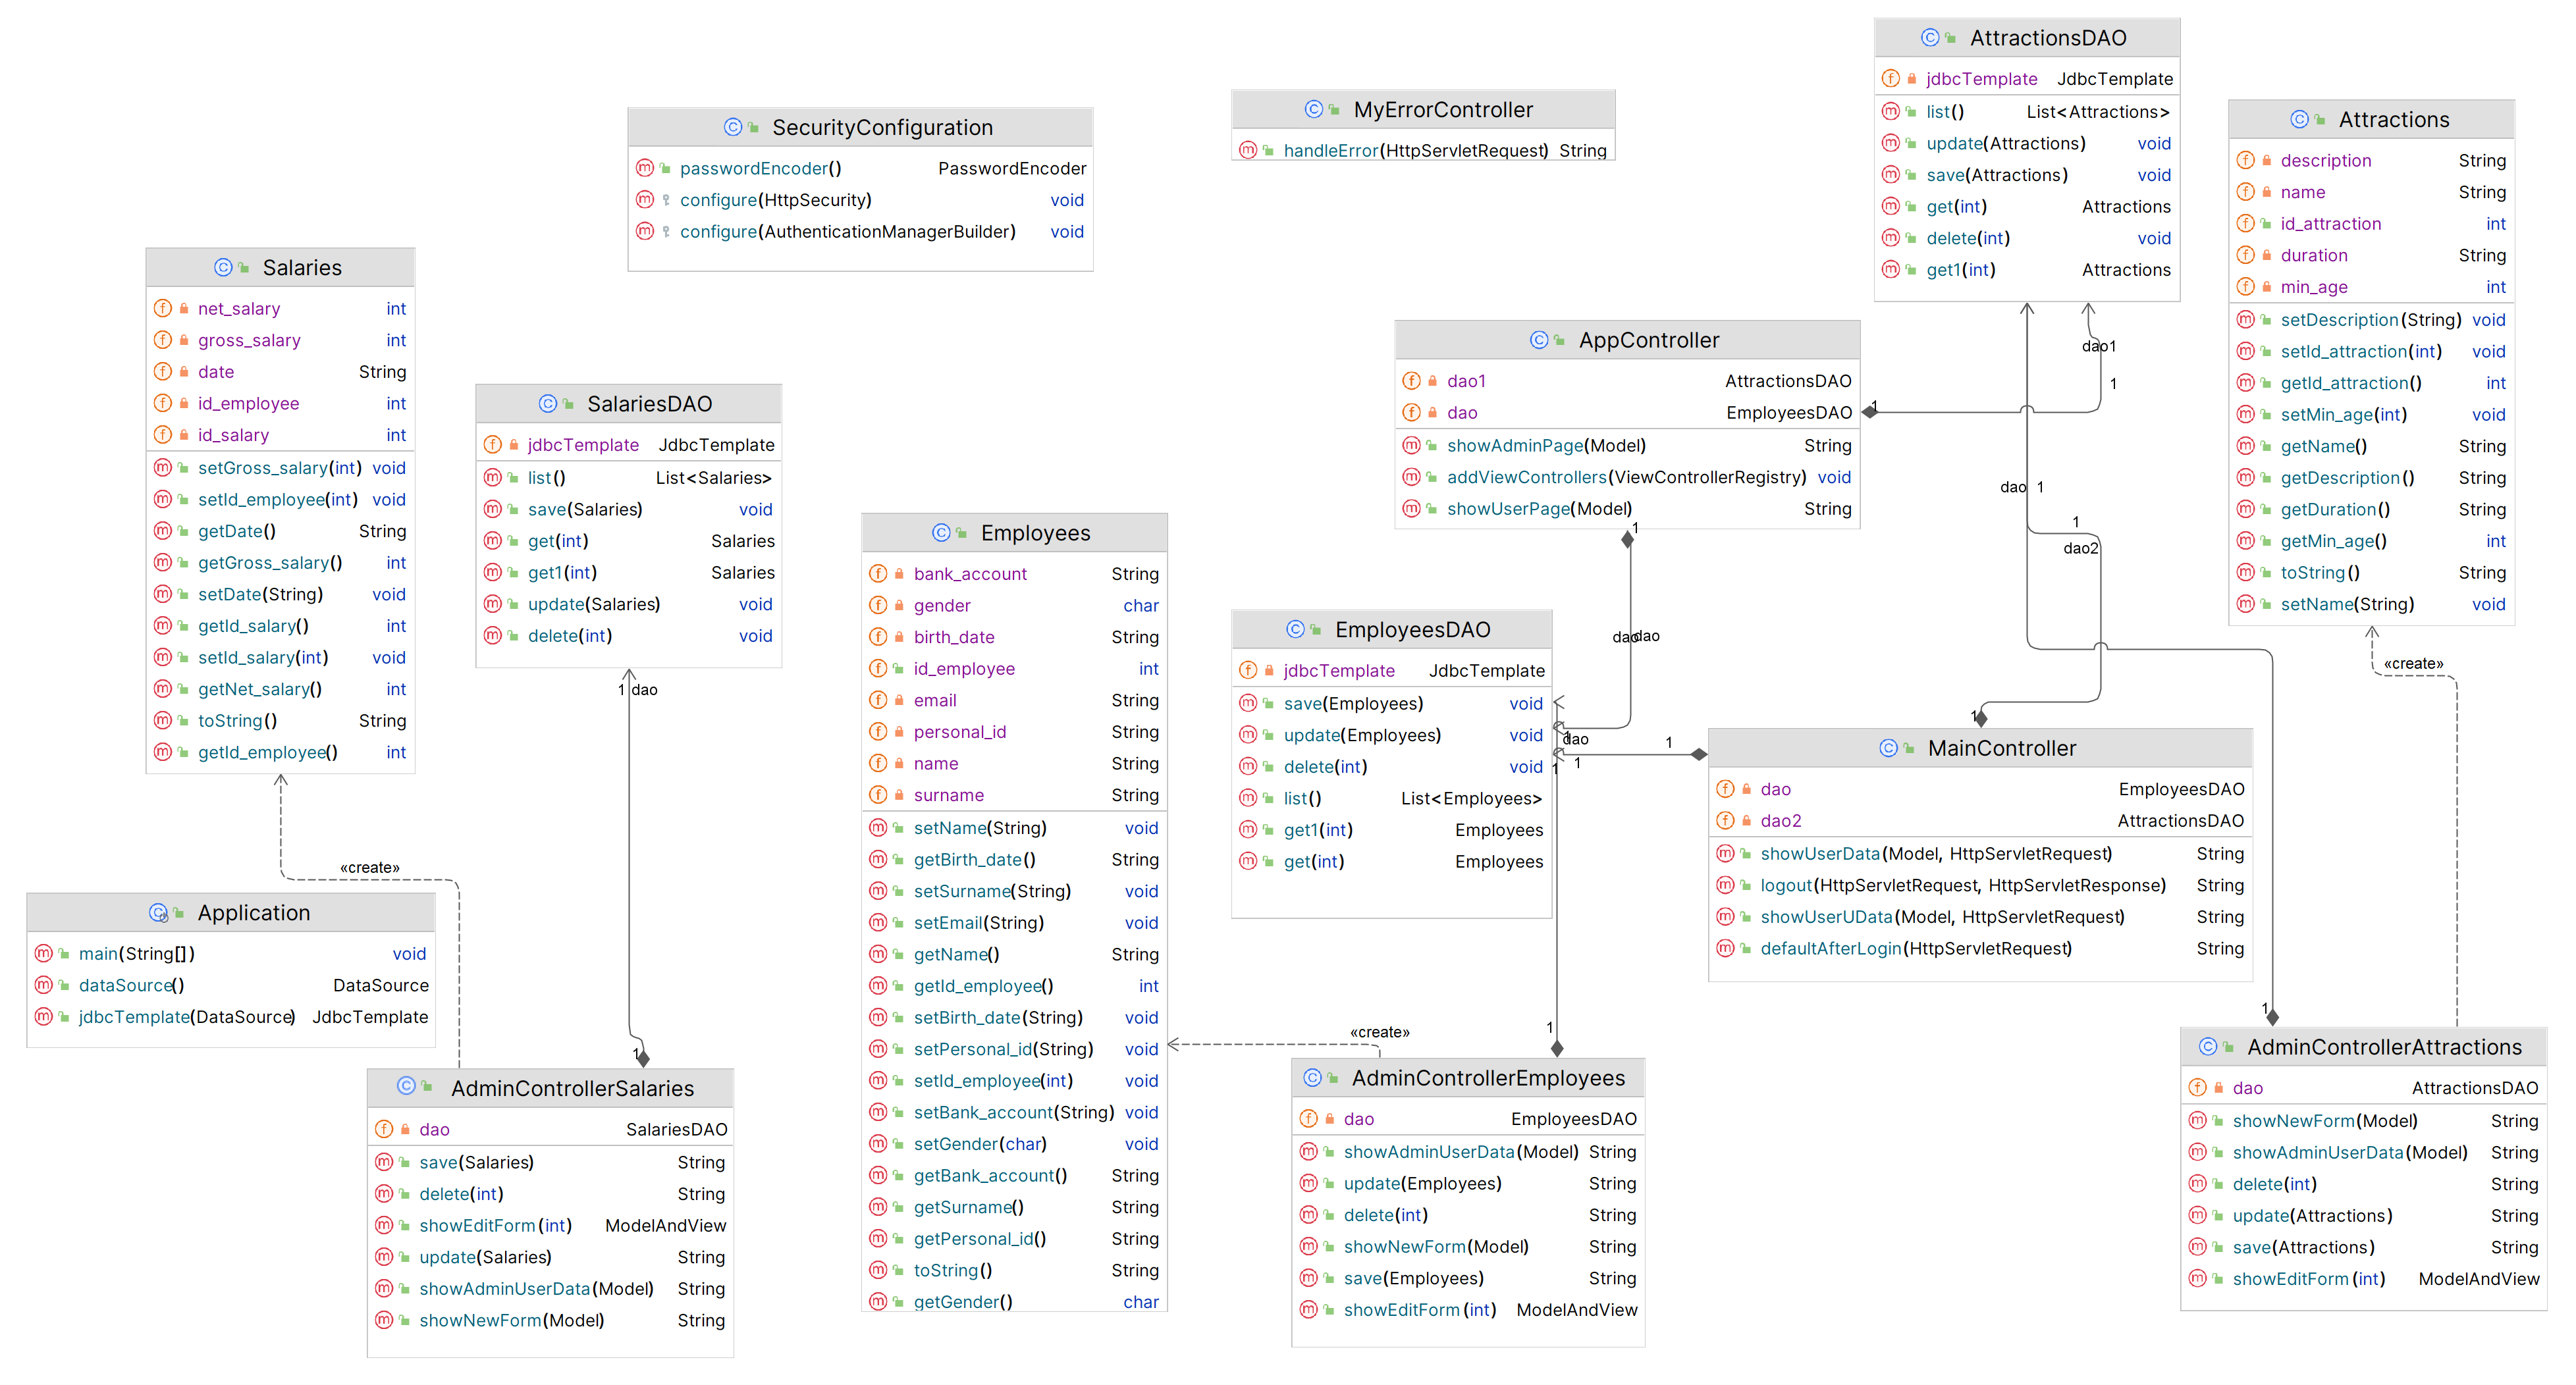 SecurityConfiguration
passwordEncoder() PasswordEncoder
configure(HttpSecurity) void
configure(AuthenticationManagerBuilder) void
MyErrorController
handleError(HttpServletRequest) String
AttractionsDAO
jdbcTemplate JdbcTemplate
list() List<Attractions>
update(Attractions) void
save(Attractions) void
get(int) Attractions
delete(int) void
get1(int) Attractions
Attractions
description String
name String
id_attraction int
duration String
min_age int
setDescription(String) void
setId_attraction(int) void
getId_attraction() int
setMin_age(int) void
getName() String
getDescription() String
getDuration() String
getMin_age() int
toString() String
setName(String) void
Salaries
net_salary int
gross_salary int
date String
id_employee int
id_salary int
setGross_salary(int) void
setId_employee(int) void
getDate() String
getGross_salary() int
setDate(String) void
getId_salary() int
setId_salary(int) void
getNet_salary() int
toString() String
getId_employee() int
SalariesDAO
jdbcTemplate JdbcTemplate
list() List<Salaries>
save(Salaries) void
get(int) Salaries
get1(int) Salaries
update(Salaries) void
delete(int) void
1 dao
AppController
dao1 AttractionsDAO
dao EmployeesDAO
showAdminPage(Model) String
addViewControllers(ViewControllerRegistry) void
showUserPage(Model) String
1
dao1
1
1
dao 1
1
dao2
Employees
bank_account String
gender char
birth_date String
id_employee int
email String
personal_id String
name String
surname String
setName(String) void
getBirth_date() String
setSurname(String) void
setEmail(String) void
getName() String
getId_employee() int
setBirth_date(String) void
setPersonal_id(String) void
setId_employee(int) void
setBank_account(String) void
setGender(char) void
getBank_account() String
getSurname() String
getPersonal_id() String
toString() String
getGender() char
EmployeesDAO
jdbcTemplate JdbcTemplate
save(Employees) void
update(Employees) void
delete(int) void
list() List<Employees>
get1(int) Employees
get(int) Employees
dao
dao
dao
1
1
1
1
«create»
1
MainController
dao EmployeesDAO
dao2 AttractionsDAO
showUserData(Model, HttpServletRequest) String
logout(HttpServletRequest, HttpServletResponse) String
showUserUData(Model, HttpServletRequest) String
defaultAfterLogin(HttpServletRequest) String
«create»
Application
main(String[]) void
dataSource() DataSource
jdbcTemplate(DataSource) JdbcTemplate
1
AdminControllerSalaries
dao SalariesDAO
save(Salaries) String
delete(int) String
showEditForm(int) ModelAndView
update(Salaries) String
showAdminUserData(Model) String
showNewForm(Model) String
«create»
1
AdminControllerEmployees
dao EmployeesDAO
showAdminUserData(Model) String
update(Employees) String
delete(int) String
showNewForm(Model) String
save(Employees) String
showEditForm(int) ModelAndView
1
AdminControllerAttractions
dao AttractionsDAO
showNewForm(Model) String
showAdminUserData(Model) String
delete(int) String
update(Attractions) String
save(Attractions) String
showEditForm(int) ModelAndView